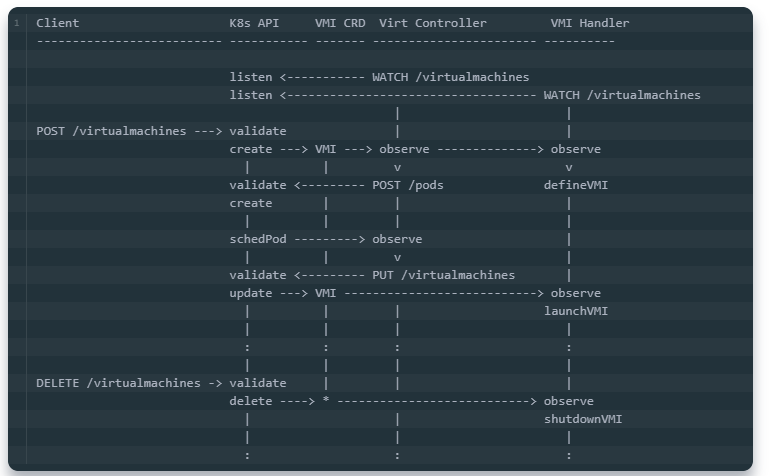 1 Client                     K8s API     VMI CRD  Virt Controller         VMI Handler
-------------------------- ----------- ------- ----------------------- ----------
                           listen <----------- WATCH /virtualmachines
                           listen <----------------------------------- WATCH /virtualmachines
                                                  |                       |
POST /virtualmachines ---> validate               |                       |
                           create ---> VMI ---> observe --------------> observe
                             |          |         v                       v
                           validate <--------- POST /pods              defineVMI
                           create       |         |                       |
                             |          |         |                       |
                           schedPod ---------> observe                    |
                             |          |         v                       |
                           validate <--------- PUT /virtualmachines       |
                           update ---> VMI ---------------------------> observe
                             |          |         |                    launchVMI
                             |          |         |                       |
                             :          :         :                       :
                             |          |         |                       |
DELETE /virtualmachines -> validate     |         |                       |
                           delete ----> * ---------------------------> observe
                             |                    |                    shutdownVMI
                             |                    |                       |
                             :                    :                       :